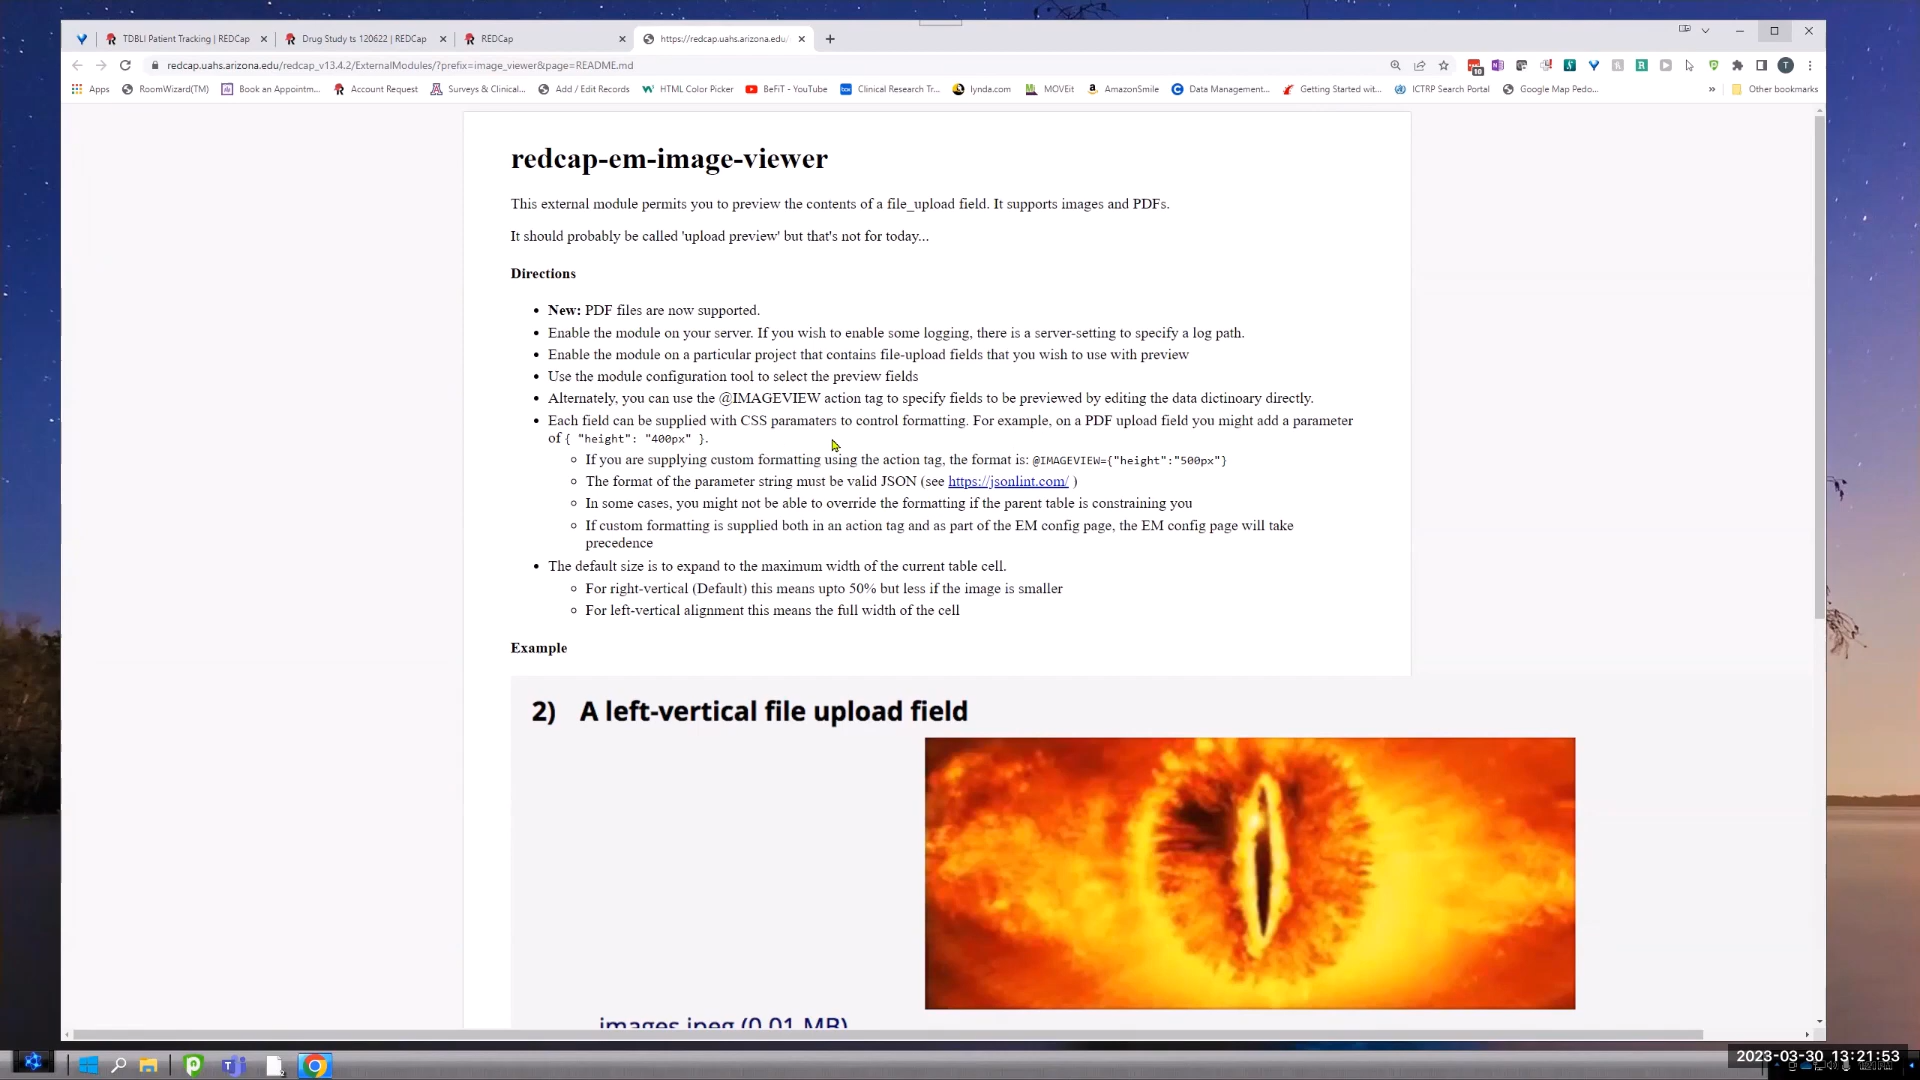 TDBLI Patient Tracking | REDCap
Drug Study ts 120622 | REDCap
REDCap
https://redcap.uahs.arizona.edu/
redcap.uahs.arizona.edu/redcap_v13.4.2/ExternalModules/?prefix=image_viewer&page=README.md
10
T
Apps
RoomWizard(TM)
Book an Appointm...
Account Request
Surveys & Clinical...
Add / Edit Records
HTML Color Picker
BeFiT - YouTube
Clinical Research Tr...
lynda.com
MOVEit
AmazonSmile
Data Management...
Getting Started wit...
ICTRP Search Portal
Google Map Pedo...
»
Other bookmarks
redcap-em-image-viewer
This external module permits you to preview the contents of a file_upload field. It supports images and PDFs.
It should probably be called 'upload preview' but that's not for today...
Directions
• New: PDF files are now supported.
• Enable the module on your server. If you wish to enable some logging, there is a server-setting to specify a log path.
• Enable the module on a particular project that contains file-upload fields that you wish to use with preview
• Use the module configuration tool to select the preview fields
• Alternately, you can use the @IMAGEVIEW action tag to specify fields to be previewed by editing the data dictinoary directly.
• Each field can be supplied with CSS paramaters to control formatting. For example, on a PDF upload field you might add a parameter
of { "height": "400px" }.
◦ If you are supplying custom formatting using the action tag, the format is: @IMAGEVIEW={"height":"500px"}
◦ The format of the parameter string must be valid JSON (see https://jsonlint.com/ )
◦ In some cases, you might not be able to override the formatting if the parent table is constraining you
◦ If custom formatting is supplied both in an action tag and as part of the EM config page, the EM config page will take
precedence
• The default size is to expand to the maximum width of the current table cell.
◦ For right-vertical (Default) this means upto 50% but less if the image is smaller
◦ For left-vertical alignment this means the full width of the cell
Example
2) A left-vertical file upload field
images.jpeg (0.01 MB)
2023-03-30 13:21:53